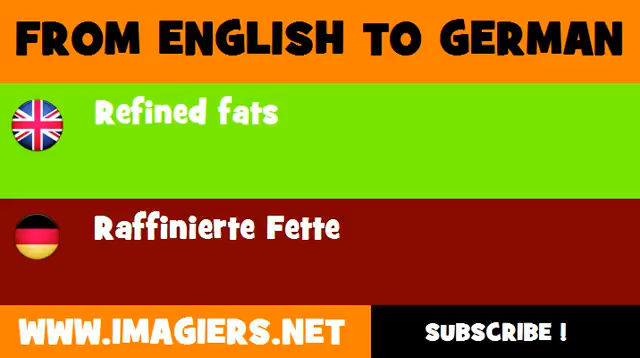 FROM ENGLISH TO GERMAN
Refined fats
Raffinierte Fette
WWW.IMAGIERS.NET
SUBSCRIBE !